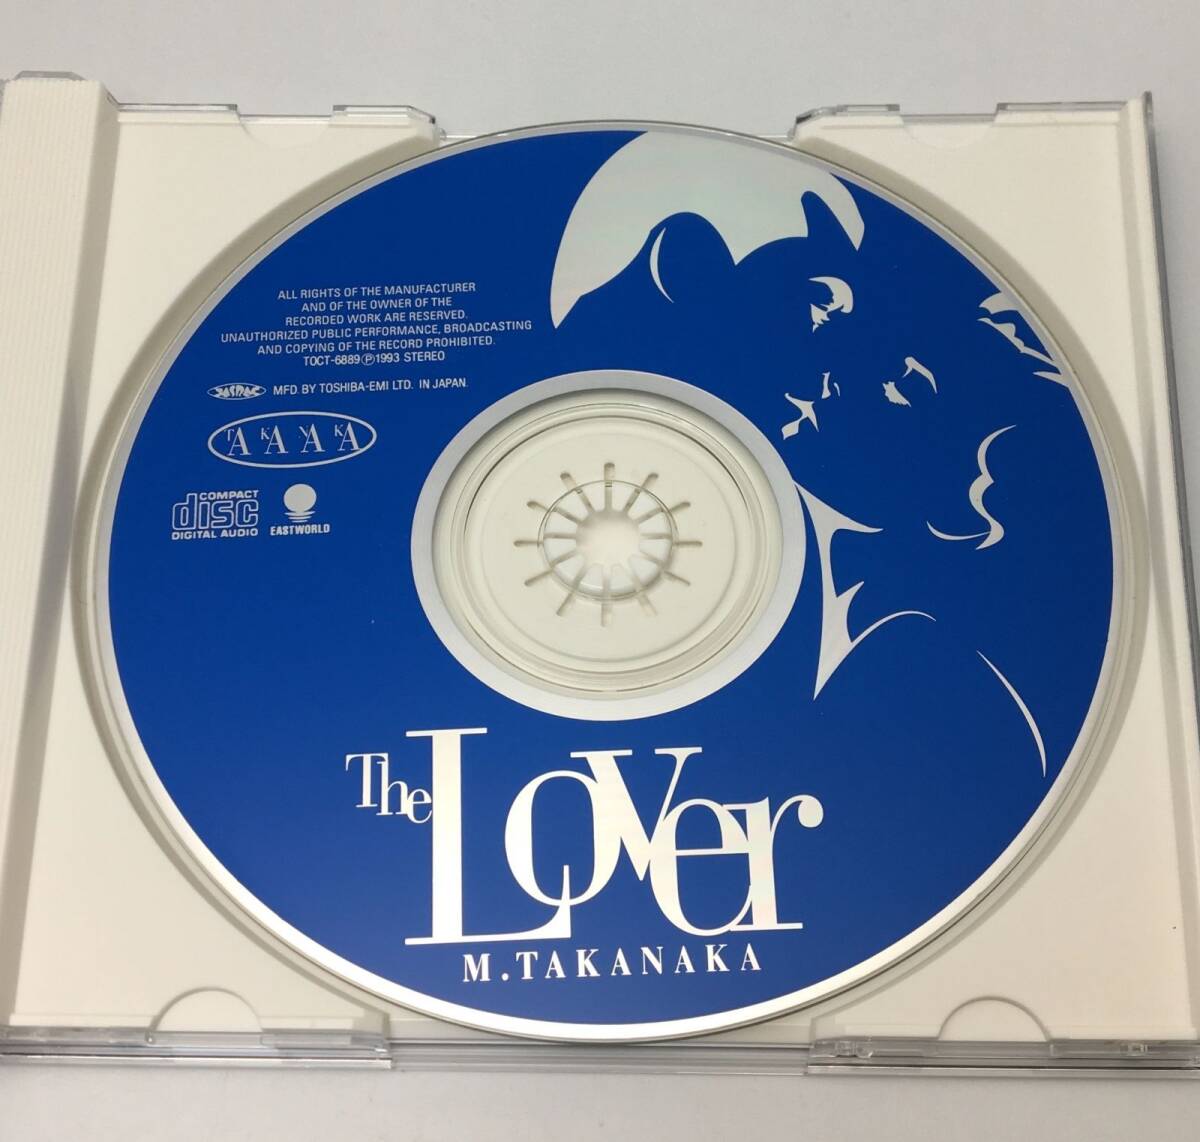 ALL RIGHTS OF THE MANUFACTURER
AND OF THE OWNER OF THE
RECORDED WORK ARE RESERVED.
UNAUTHORIZED PUBLIC PERFORMANCE, BROADCASTING
AND COPYING OF THE RECORD PROHIBITED.
TOCT-6889 Ⓟ 1993 STEREO
JASRAC MFD. BY TOSHIBA-EMI LTD. IN JAPAN.
TAKANAKA
COMPACT
disc
DIGITAL AUDIO
EASTWORLD
The Lover
M.TAKANAKA